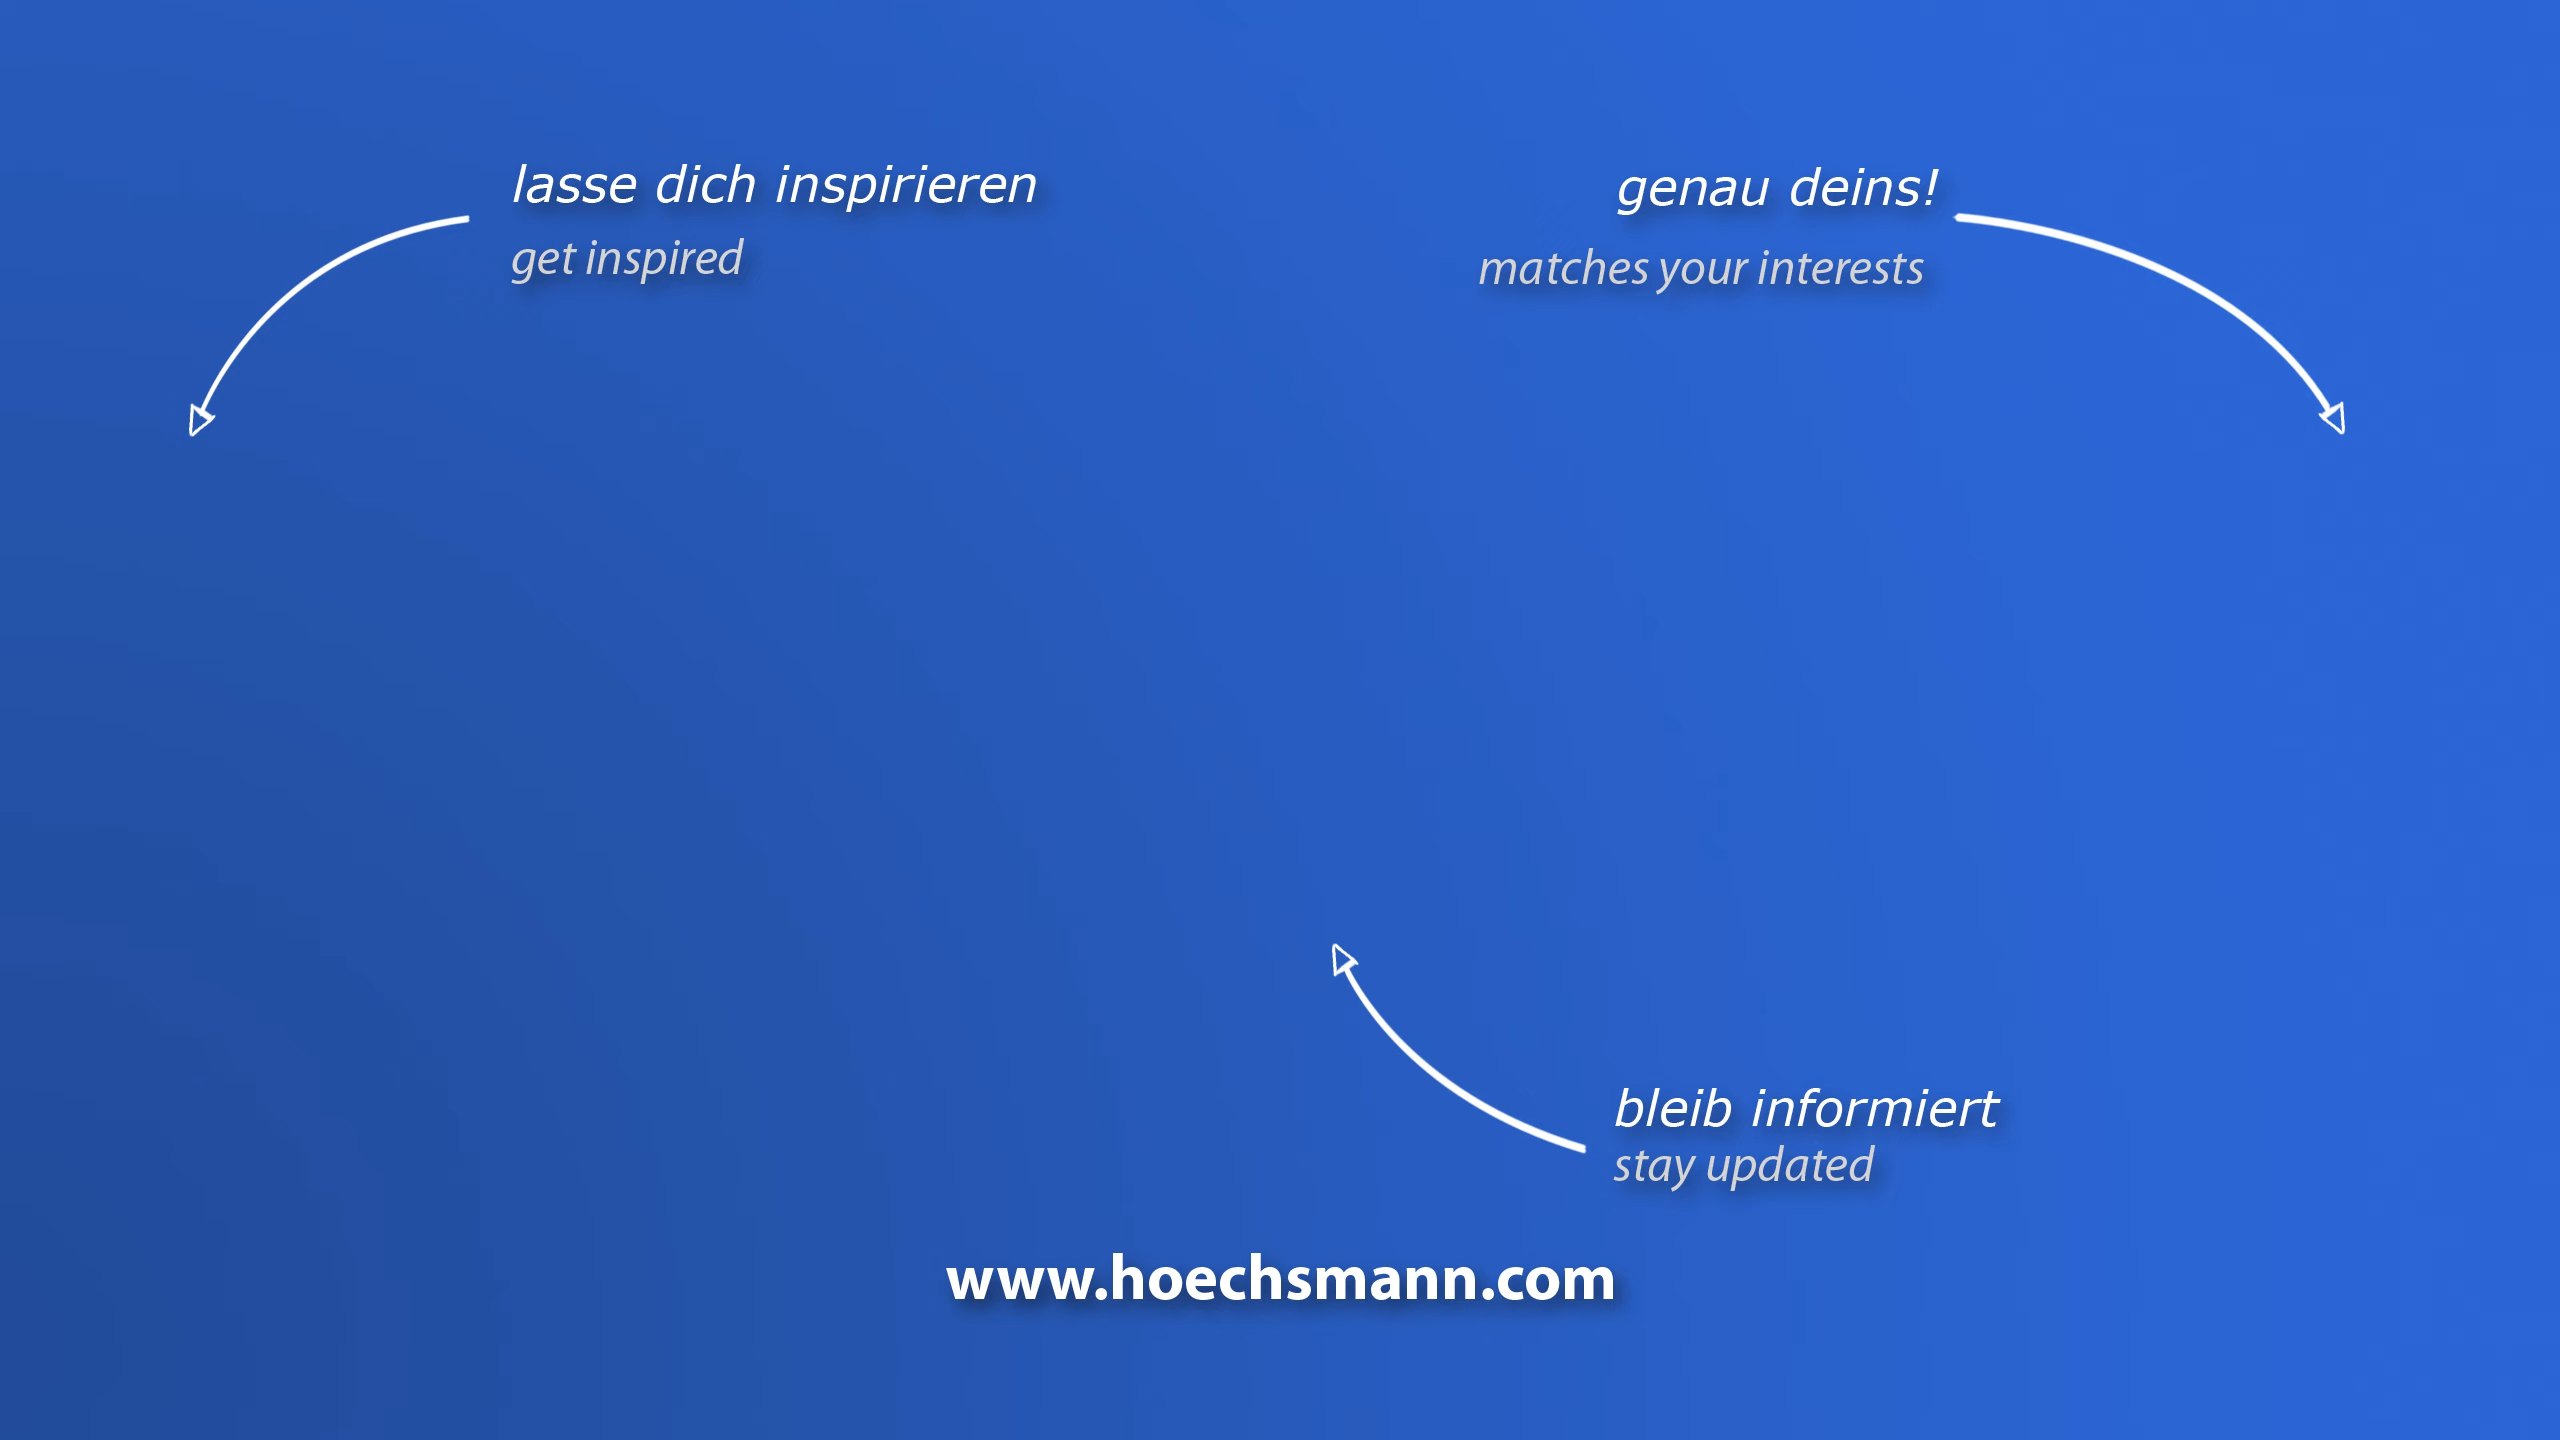 lasse dich inspirieren
get inspired
genau deins!
matches your interests
bleib informiert
stay updated
www.hoechsmann.com